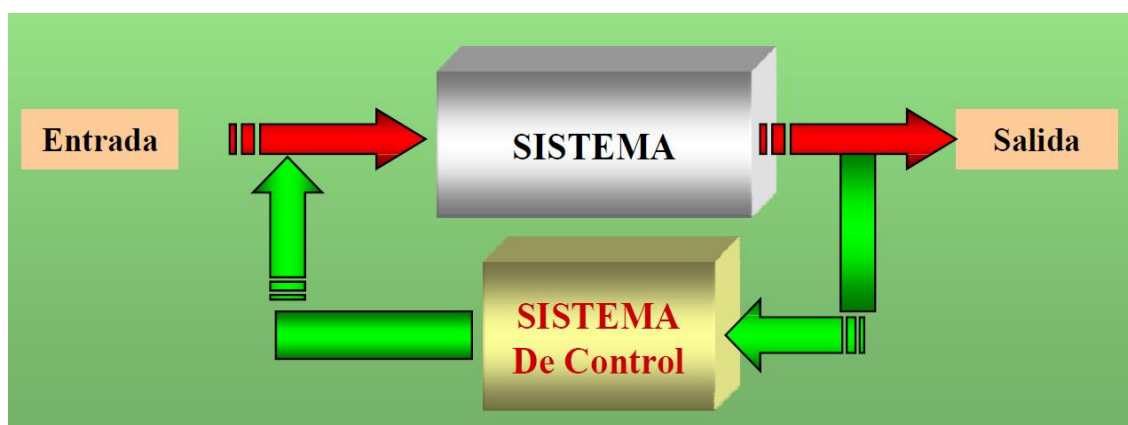 Entrada
SISTEMA
Salida
SISTEMA
De Control